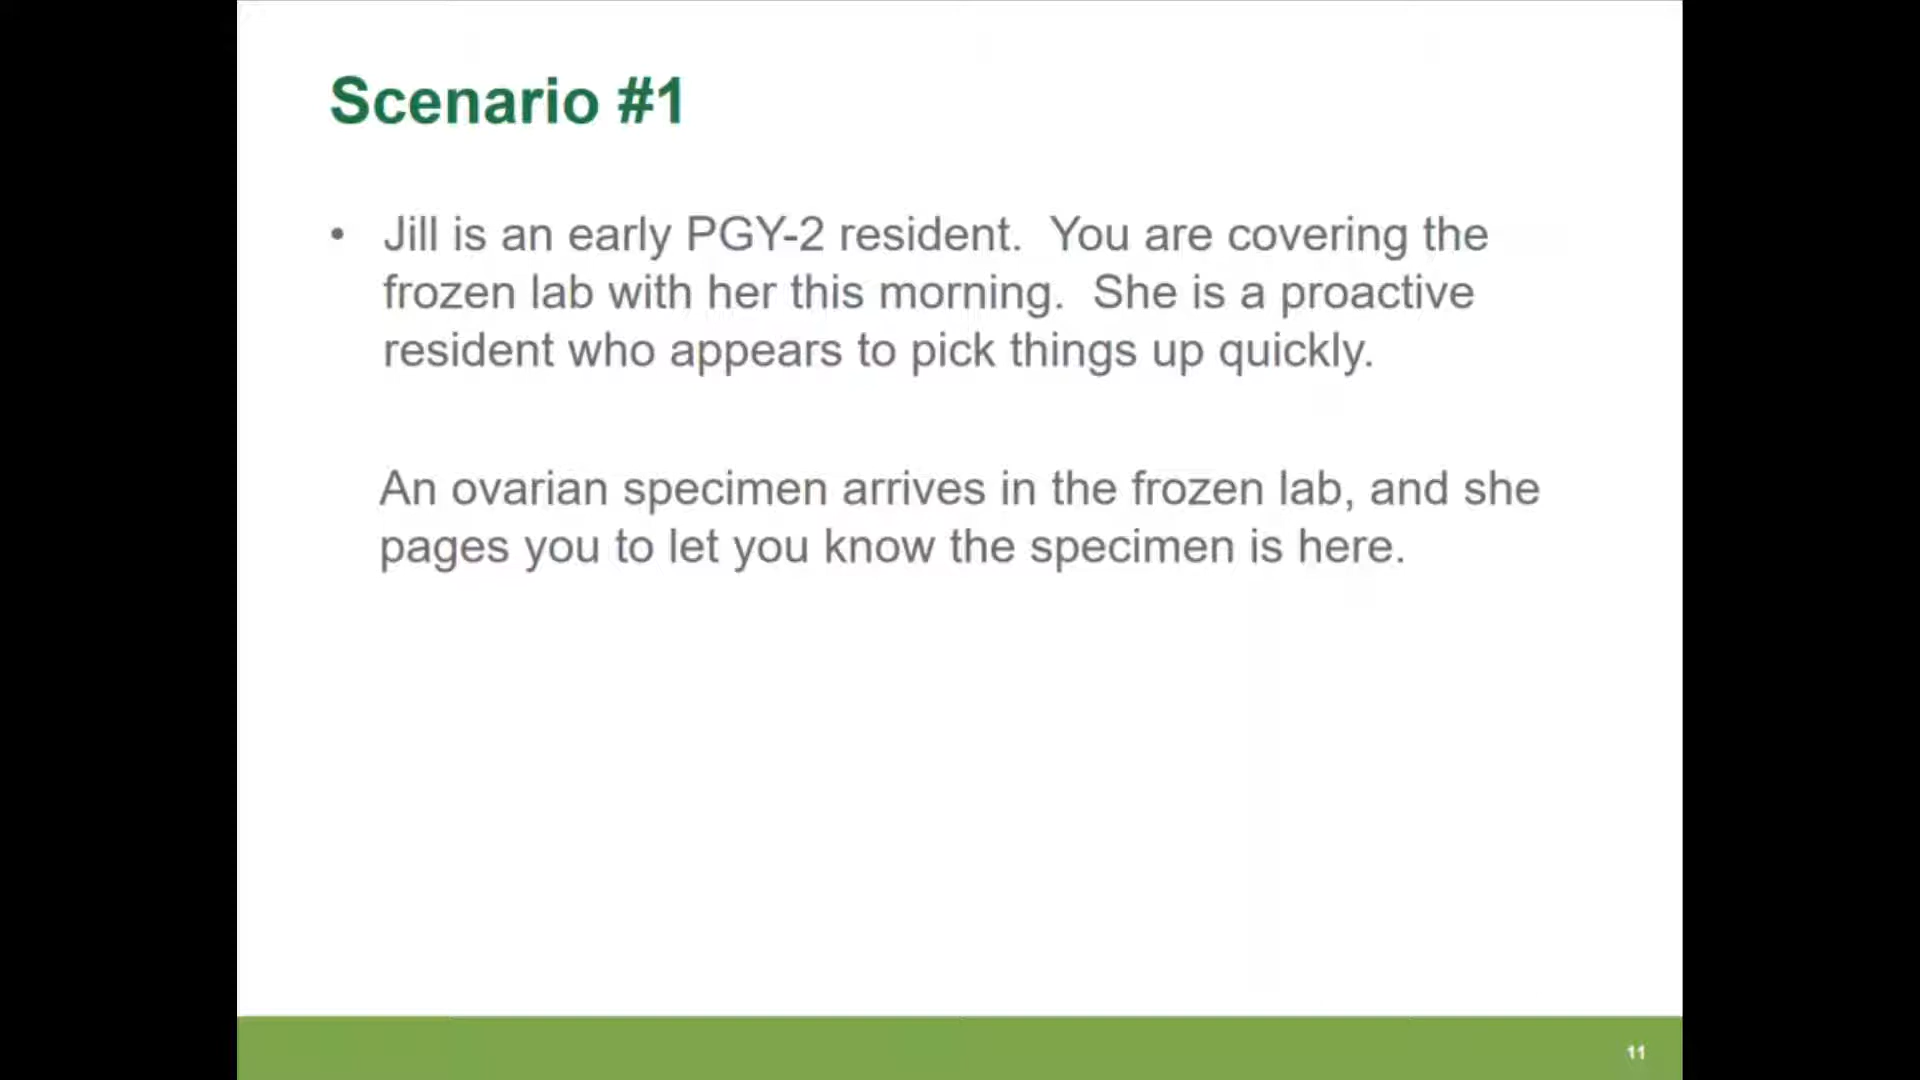 Scenario #1
• Jill is an early PGY-2 resident.  You are covering the
frozen lab with her this morning.  She is a proactive
resident who appears to pick things up quickly.
An ovarian specimen arrives in the frozen lab, and she
pages you to let you know the specimen is here.
11